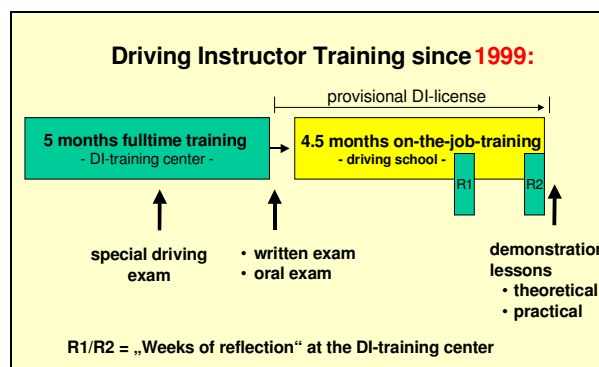 Driving Instructor Training since 1999:
provisional DI-license
5 months fulltime training
- DI-training center -
4.5 months on-the-job-training
- driving school -
R1
R2
special driving
exam
• written exam
• oral exam
demonstration
lessons
• theoretical
• practical
R1/R2 = „Weeks of reflection“ at the DI-training center